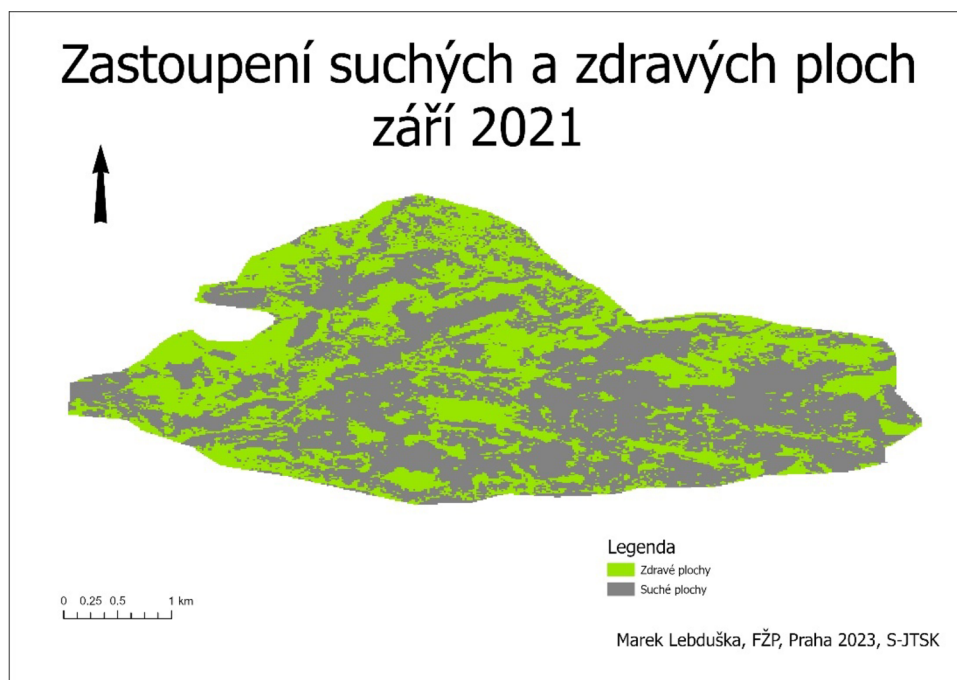 Zastoupení suchých a zdravých ploch
září 2021
Legenda
Zdravé plochy
Suché plochy
0 0.25 0.5 1 km
Marek Lebduška, FŽP, Praha 2023, S-JTSK